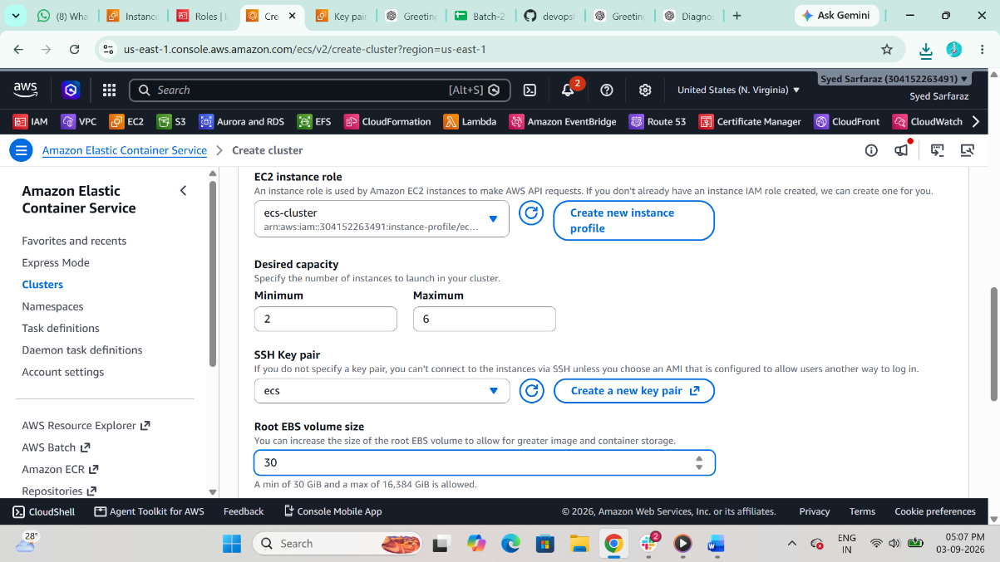 (8) Wha
Instance
Roles | I
Cre
Key pair
Greetin
Batch-2
devops
Greetin
Diagno
Ask Gemini
us-east-1.console.aws.amazon.com/ecs/v2/create-cluster?region=us-east-1
aws
Search
[Alt+S]
2
United States (N. Virginia)
Syed Sarfaraz (304152263491)
Syed Sarfaraz
IAM
VPC
EC2
S3
Aurora and RDS
EFS
CloudFormation
Lambda
Amazon EventBridge
Route 53
Certificate Manager
CloudFront
CloudWatch
Amazon Elastic Container Service
Create cluster
Amazon Elastic
Container Service
Favorites and recents
Express Mode
Clusters
Namespaces
Task definitions
Daemon task definitions
Account settings
AWS Resource Explorer
AWS Batch
Amazon ECR
Repositories
EC2 instance role
An instance role is used by Amazon EC2 instances to make AWS API requests. If you don't already have an instance IAM role created, we can create one for you.
ecs-cluster
arn:aws:iam::304152263491:instance-profile/ec...
Create new instance
profile
Desired capacity
Specify the number of instances to launch in your cluster.
Minimum
Maximum
2
6
SSH Key pair
If you do not specify a key pair, you can't connect to the instances via SSH unless you choose an AMI that is configured to allow users another way to log in.
ecs
Create a new key pair
Root EBS volume size
You can increase the size of the root EBS volume to allow for greater image and container storage.
30
A min of 30 GiB and a max of 16,384 GiB is allowed.
CloudShell
Agent Toolkit for AWS
Feedback
Console Mobile App
© 2026, Amazon Web Services, Inc. or its affiliates.
Privacy
Terms
Cookie preferences
28°
Search
2
ENG
IN
05:07 PM
03-09-2026